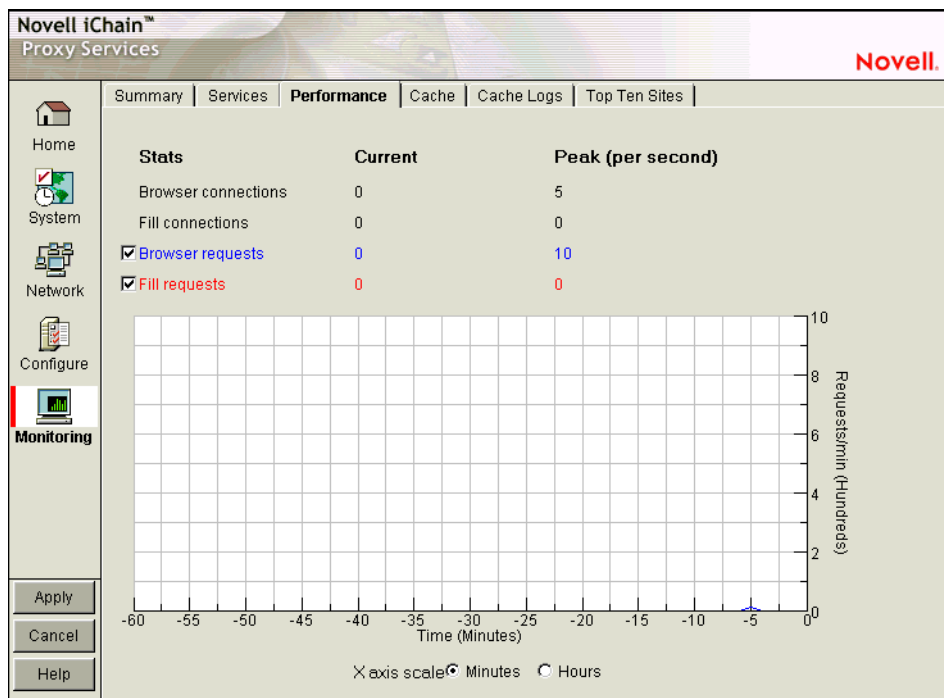 Novell iChain™
Proxy Services
Novell.
Home
System
Network
Configure
Monitoring
Apply
Cancel
Help
Summary Services Performance Cache Cache Logs Top Ten Sites
Stats Current Peak (per second)
Browser connections 0 5
Fill connections 0 0
Browser requests 0 10
Fill requests 0 0
10
8
6
4
2
0
Requests/min (Hundreds)
-60 -55 -50 -45 -40 -35 -30 -25 -20 -15 -10 -5 0
Time (Minutes)
X axis scale Minutes Hours